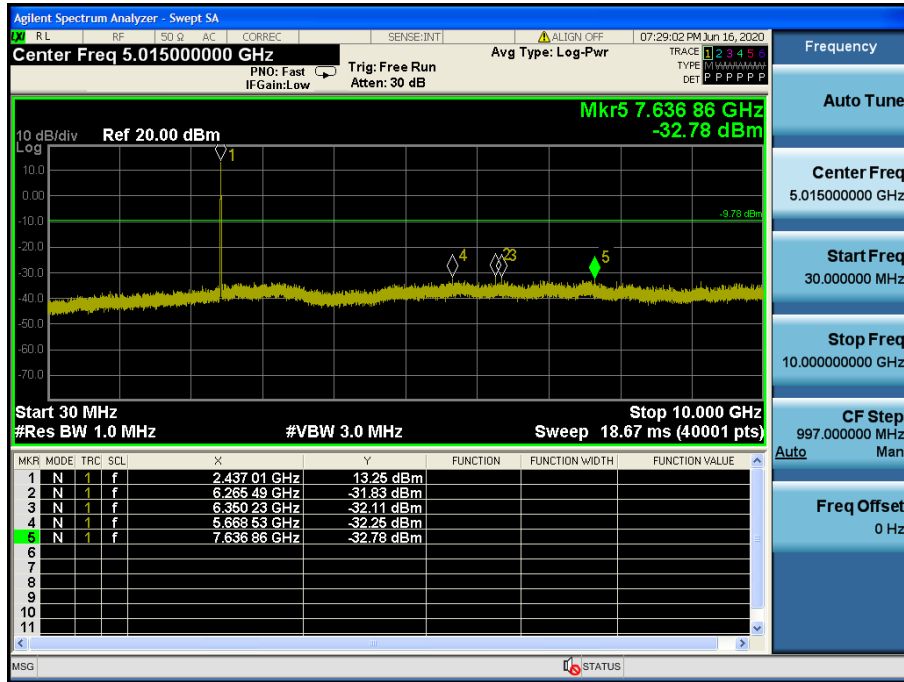 Agilent Spectrum Analyzer - Swept SA
LXI RL RF 50 Ω AC CORREC SENSE:INT ALIGN OFF 07:29:02 PM Jun 16, 2020
Center Freq 5.015000000 GHz
PNO: Fast
IFGain:Low
Trig: Free Run
Atten: 30 dB
Avg Type: Log-Pwr
TRACE 1 2 3 4 5 6
TYPE M WWWWW
DET P P P P P P
Mkr5 7.636 86 GHz
-32.78 dBm
10 dB/div Ref 20.00 dBm
Log
10.0
0.00
-10.0
-20.0
-30.0
-40.0
-50.0
-60.0
-70.0
1
-9.78 dBm
4
2
3
5
Start 30 MHz
Stop 10.000 GHz
#Res BW 1.0 MHz
#VBW 3.0 MHz
Sweep 18.67 ms (40001 pts)
MKR MODE TRC SCL X Y FUNCTION FUNCTION WIDTH FUNCTION VALUE
1 N 1 f 2.437 01 GHz 13.25 dBm
2 N 1 f 6.265 49 GHz -31.83 dBm
3 N 1 f 6.350 23 GHz -32.11 dBm
4 N 1 f 5.668 53 GHz -32.25 dBm
5 N 1 f 7.636 86 GHz -32.78 dBm
6
7
8
9
10
11
MSG
STATUS
Frequency
Auto Tune
Center Freq
5.015000000 GHz
Start Freq
30.000000 MHz
Stop Freq
10.000000000 GHz
CF Step
997.000000 MHz
Auto Man
Freq Offset
0 Hz